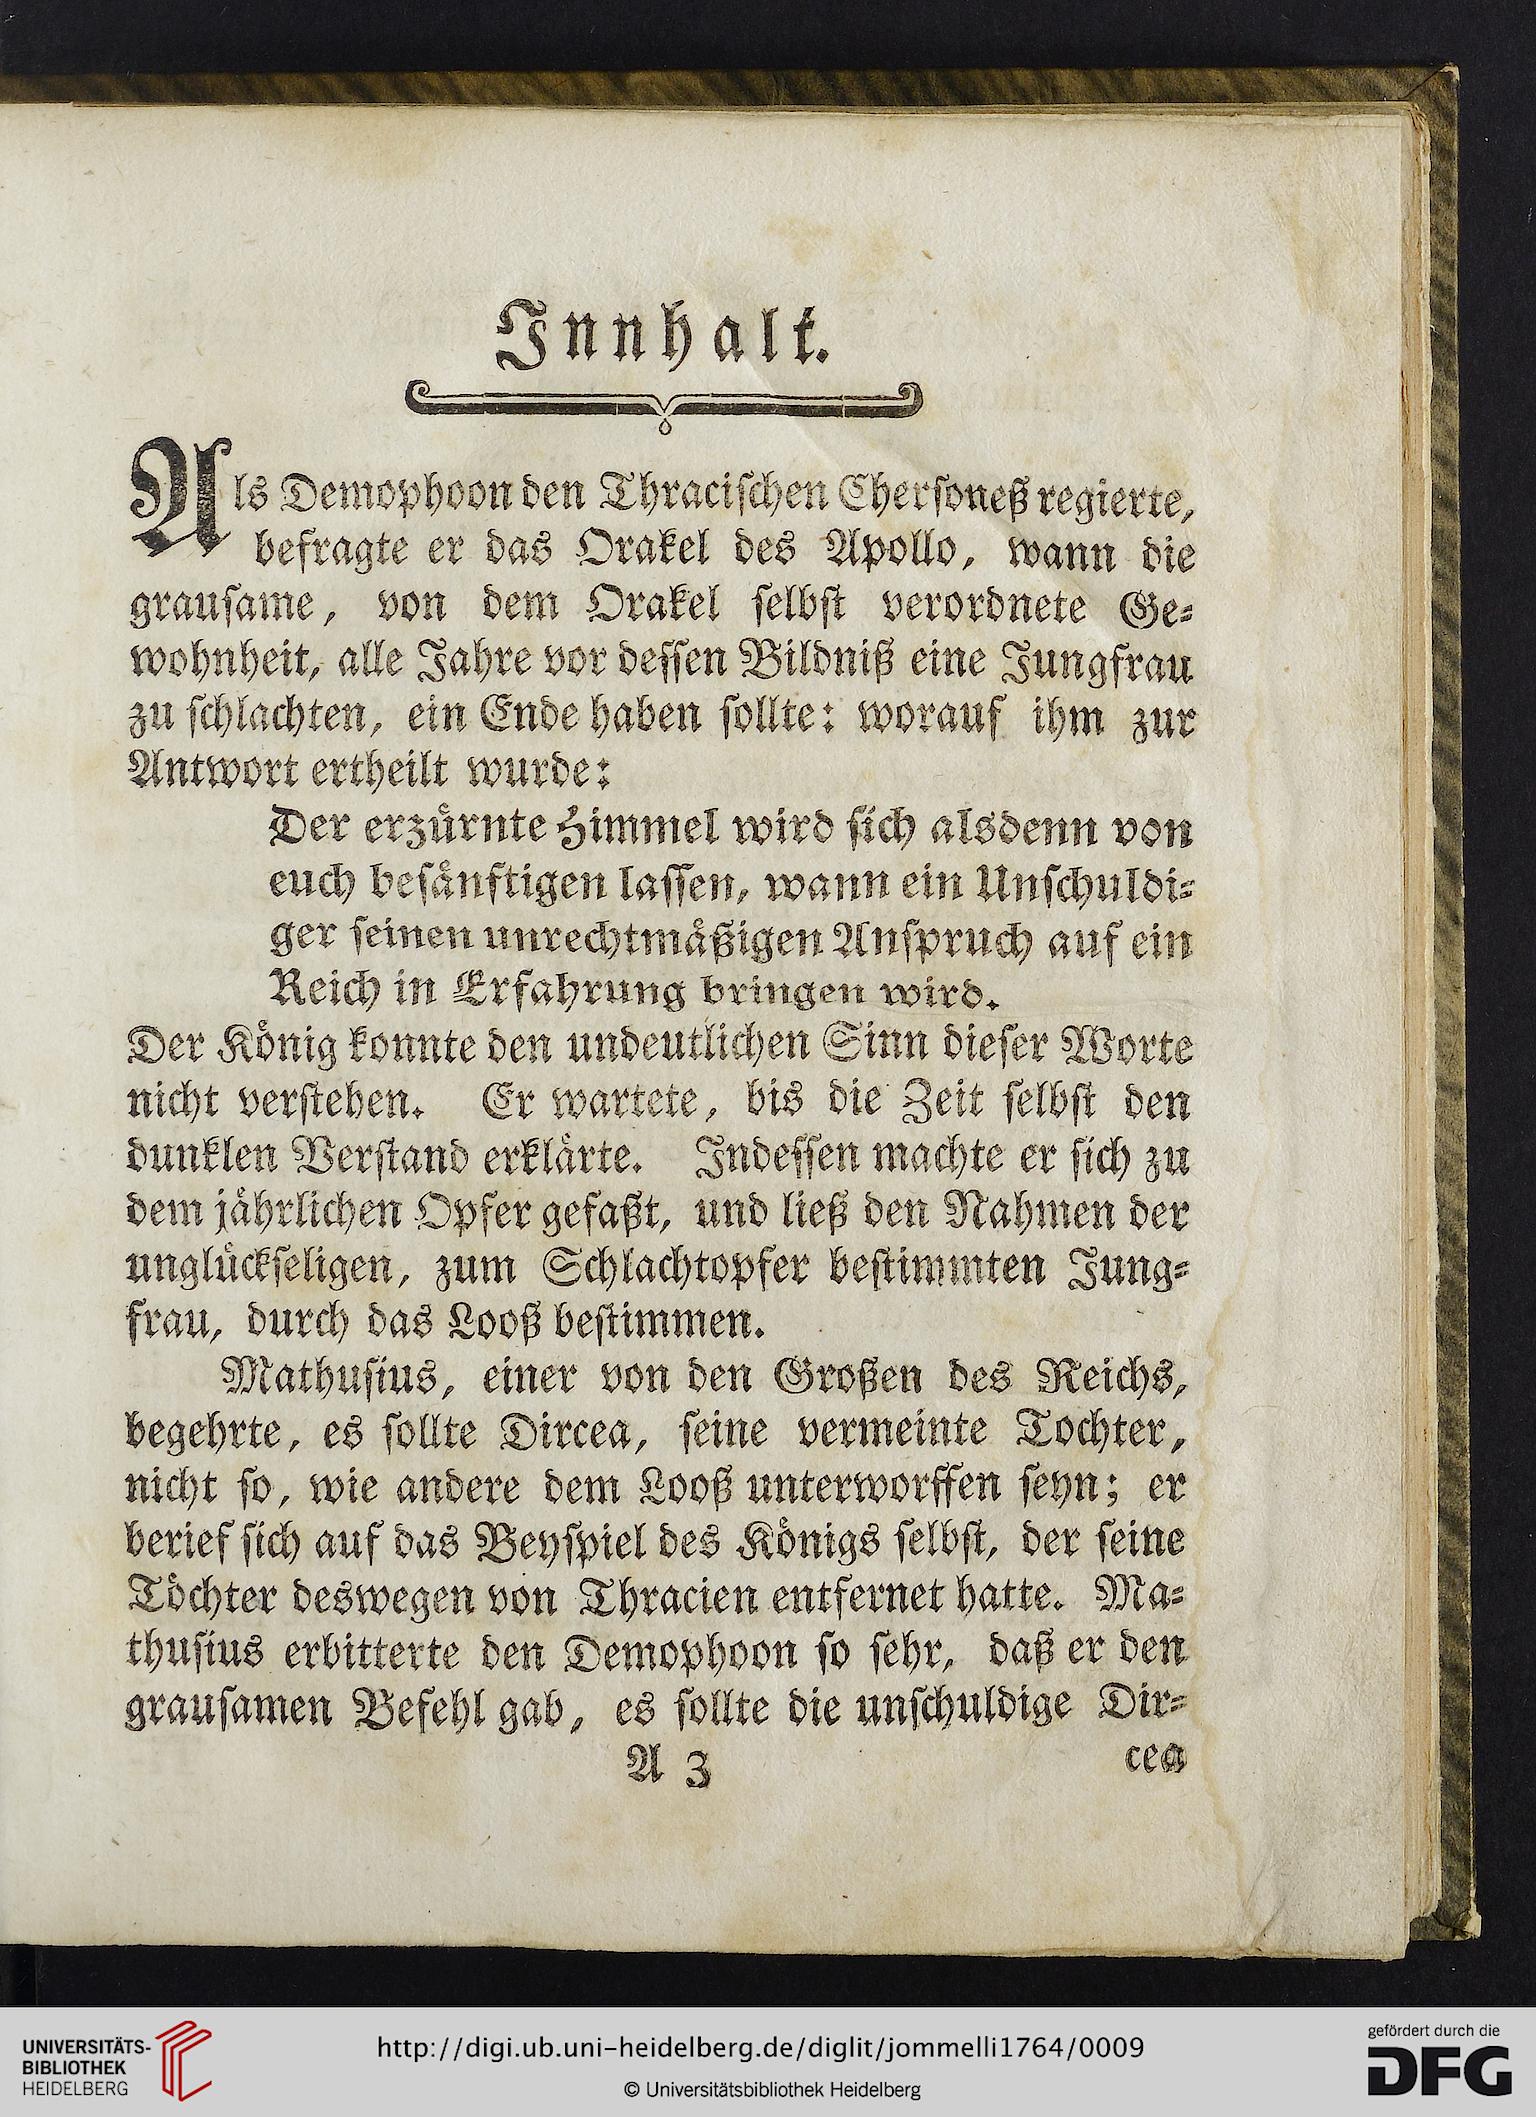 Innhalt.
Als Demophoon den Thracischen Chersoneß regierte,
befragte er das Orakel des Apollo, wann die
grausame, von dem Orakel selbst verordnete Ge=
wohnheit, alle Jahre vor dessen Bildniß eine Jungfrau
zu schlachten, ein Ende haben sollte: worauf ihm zur
Antwort ertheilt wurde:
Der erzürnte Himmel wird sich alsdenn von
euch besänftigen lassen, wann ein Unschuldi=
ger seinen unrechtmäßigen Anspruch auf ein
Reich in Erfahrung bringen wird.
Der König konnte den undeutlichen Sinn dieser Worte
nicht verstehen. Er wartete, bis die Zeit selbst den
dunklen Verstand erklärte. Indessen machte er sich zu
dem jährlichen Opfer gefaßt, und ließ den Nahmen der
unglückseligen, zum Schlachtopfer bestimmten Jung=
frau, durch das Looß bestimmen.
Mathusius, einer von den Großen des Reichs,
begehrte, es sollte Dircea, seine vermeinte Tochter,
nicht so, wie andere dem Looß unterworffen seyn; er
berief sich auf das Beyspiel des Königs selbst, der seine
Töchter deswegen von Thracien entfernet hatte. Ma=
thusius erbitterte den Demophoon so sehr, daß er den
grausamen Befehl gab, es sollte die unschuldige Dir=
A 3 cea
UNIVERSITÄTS-
BIBLIOTHEK
HEIDELBERG
http://digi.ub.uni-heidelberg.de/diglit/jommelli1764/0009
© Universitätsbibliothek Heidelberg
gefördert durch die
DFG